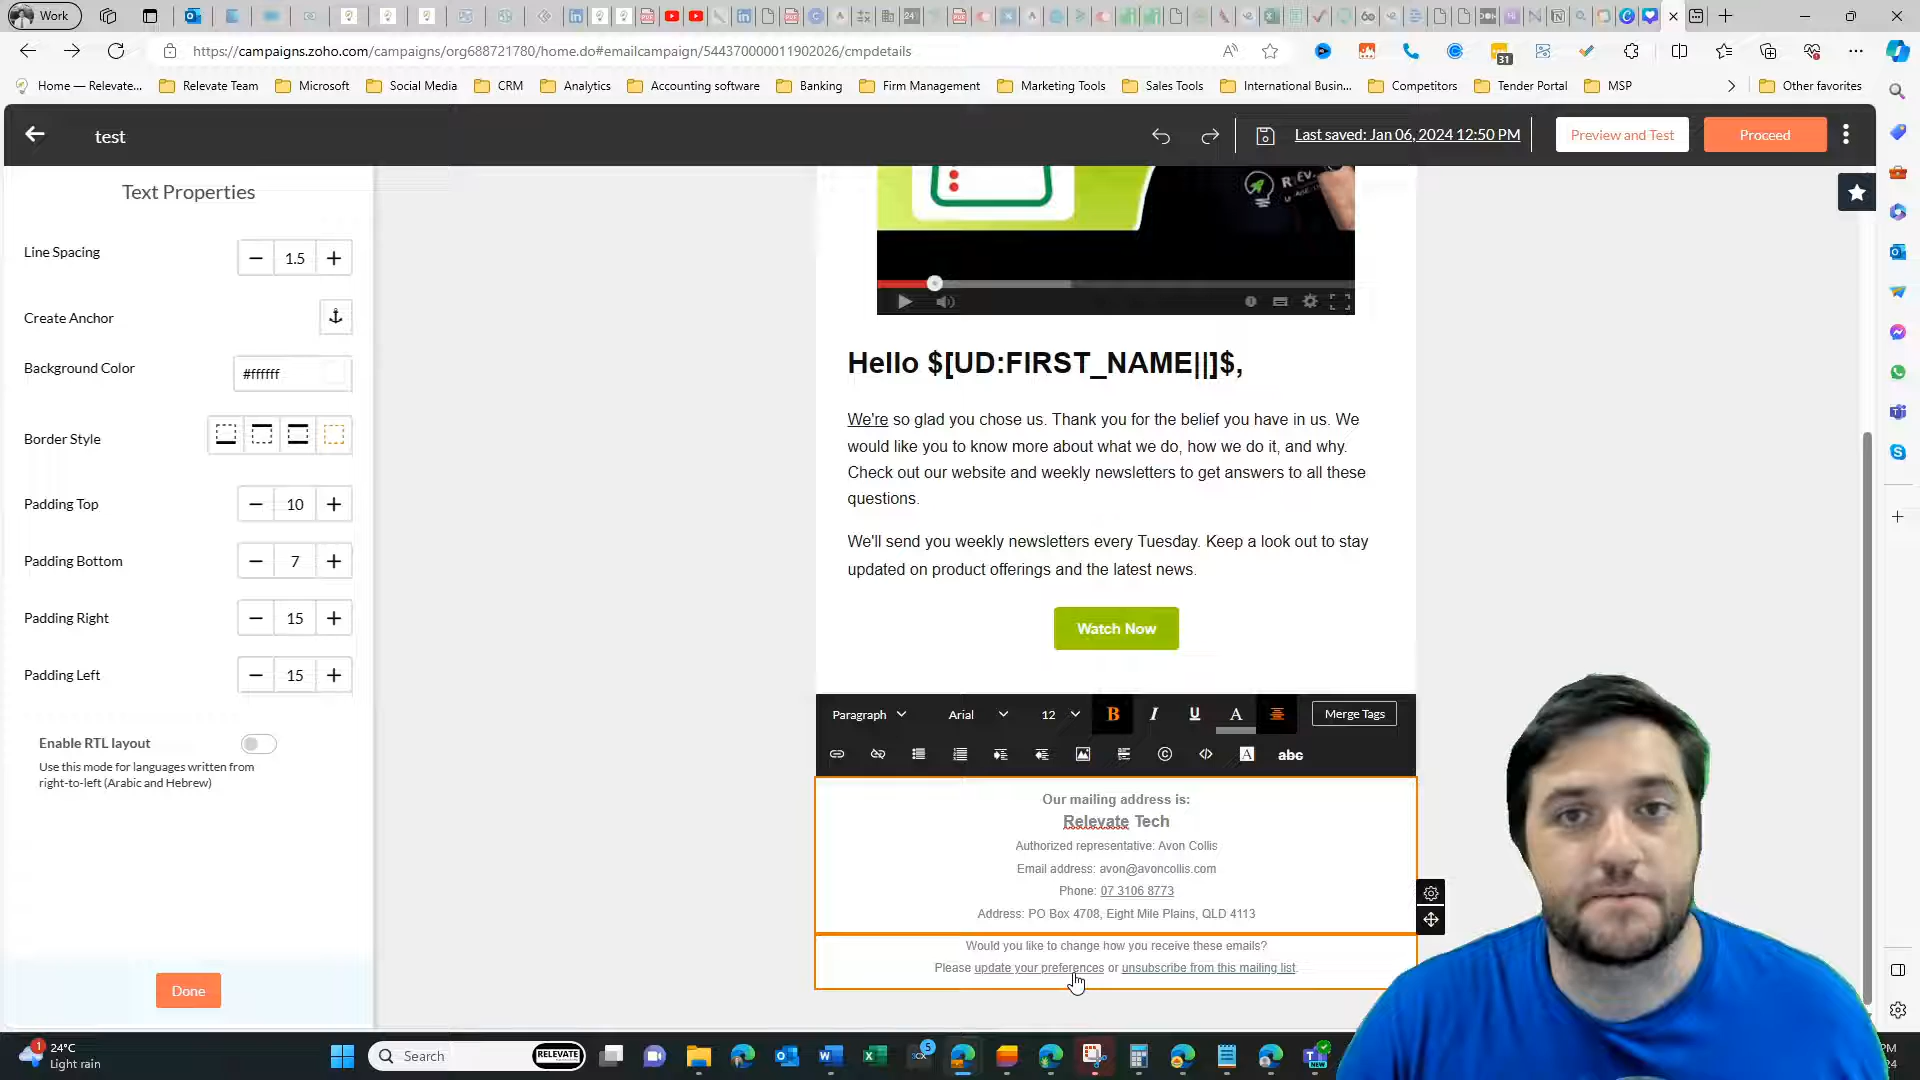 Work
https://campaigns.zoho.com/campaigns/org688721780/home.do#emailcampaign/544370000011902026/cmpdetails
31
Home — Relevate...
Relevate Team
Microsoft
Social Media
CRM
Analytics
Accounting software
Banking
Firm Management
Marketing Tools
Sales Tools
International Busin...
Competitors
Tender Portal
MSP
Other favorites
test
Last saved: Jan 06, 2024 12:50 PM
Preview and Test
Proceed
Text Properties
Line Spacing
1.5
Create Anchor
Background Color
#ffffff
Border Style
Padding Top
10
Padding Bottom
7
Padding Right
15
Padding Left
15
Enable RTL layout
Use this mode for languages written from
right-to-left (Arabic and Hebrew)
Done
Hello $[UD:FIRST_NAME||]$,
We're so glad you chose us. Thank you for the belief you have in us. We
would like you to know more about what we do, how we do it, and why.
Check out our website and weekly newsletters to get answers to all these
questions.
We'll send you weekly newsletters every Tuesday. Keep a look out to stay
updated on product offerings and the latest news.
Watch Now
Paragraph
Arial
12
B
I
U
A
Merge Tags
A
abc
Our mailing address is:
Relevate Tech
Authorized representative: Avon Collis
Email address: avon@avoncollis.com
Phone: 07 3106 8773
Address: PO Box 4708, Eight Mile Plains, QLD 4113
Would you like to change how you receive these emails?
Please update your preferences or unsubscribe from this mailing list.
1
24°C
Light rain
Search
RELEVATE
5
NEW
PM